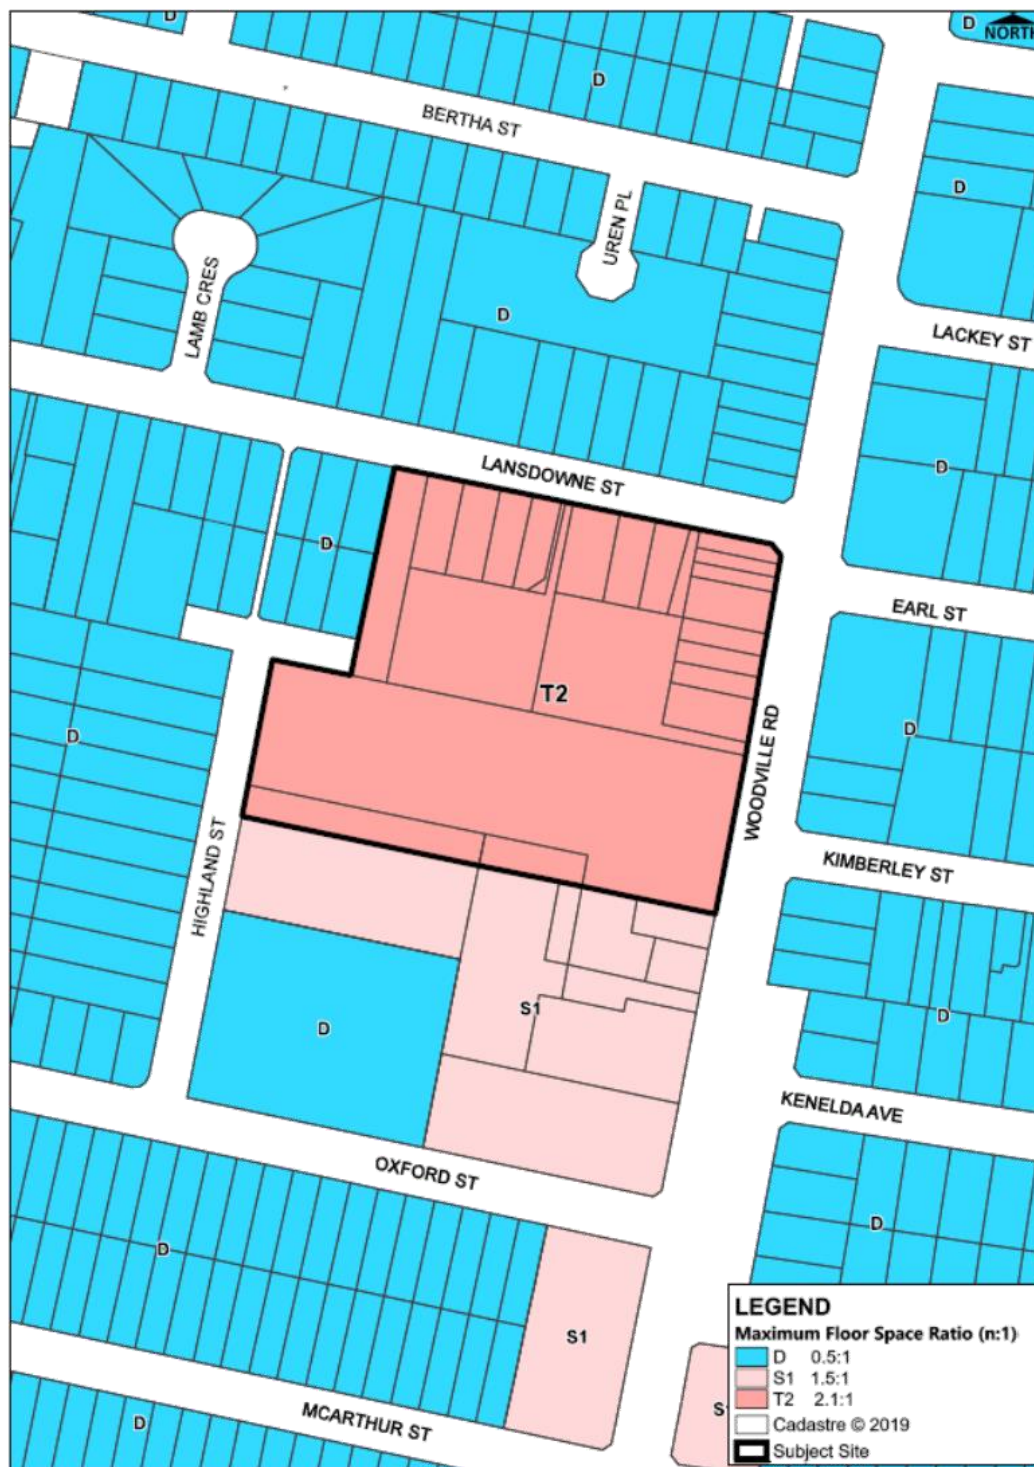 D
D
NORTH
D
BERTHA ST
D
UREN PL
LAMB CRES
D
LACKEY ST
LANSDOWNE ST
D
D
EARL ST
T2
D
D
WOODVILLE RD
HIGHLAND ST
KIMBERLEY ST
S1
D
D
KENELDA AVE
OXFORD ST
D
D
S1
MCARTHUR ST
D
LEGEND
Maximum Floor Space Ratio (n:1)
D 0.5:1
S1 1.5:1
T2 2.1:1
Cadastre © 2019
Subject Site